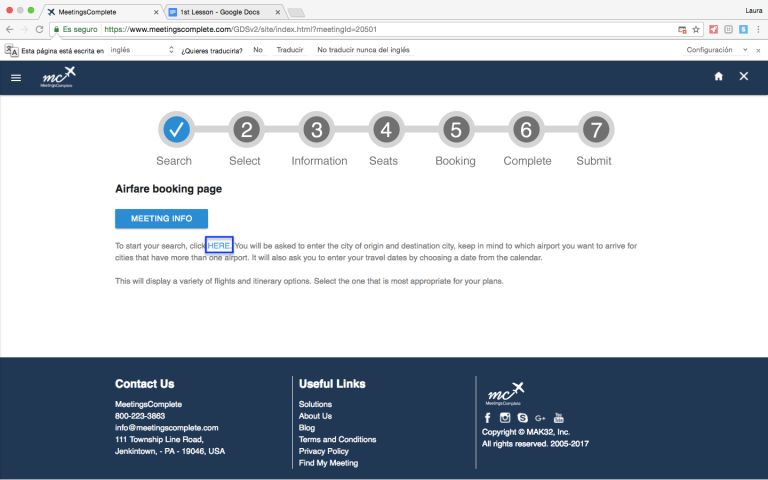 MeetingsComplete
1st Lesson - Google Docs
Laura
Es seguro
https://www.meetingscomplete.com/GDSv2/site/index.html?meetingId=20501
Esta página está escrita en inglés ¿Quieres traducirla? No Traducir No traducir nunca del inglés Configuración
mc
MeetingsComplete
1 2 3 4 5 6 7
Search Select Information Seats Booking Complete Submit
Airfare booking page
MEETING INFO
To start your search, click HERE. You will be asked to enter the city of origin and destination city, keep in mind to which airport you want to arrive for
cities that have more than one airport. It will also ask you to enter your travel dates by choosing a date from the calendar.
This will display a variety of flights and itinerary options. Select the one that is most appropriate for your plans.
Contact Us
MeetingsComplete
800-223-3863
info@meetingscomplete.com
111 Township Line Road,
Jenkintown, - PA - 19046, USA
Useful Links
Solutions
About Us
Blog
Terms and Conditions
Privacy Policy
Find My Meeting
mc
MeetingsComplete
G+ You Tube
Copyright © MAK32, Inc.
All rights reserved. 2005-2017